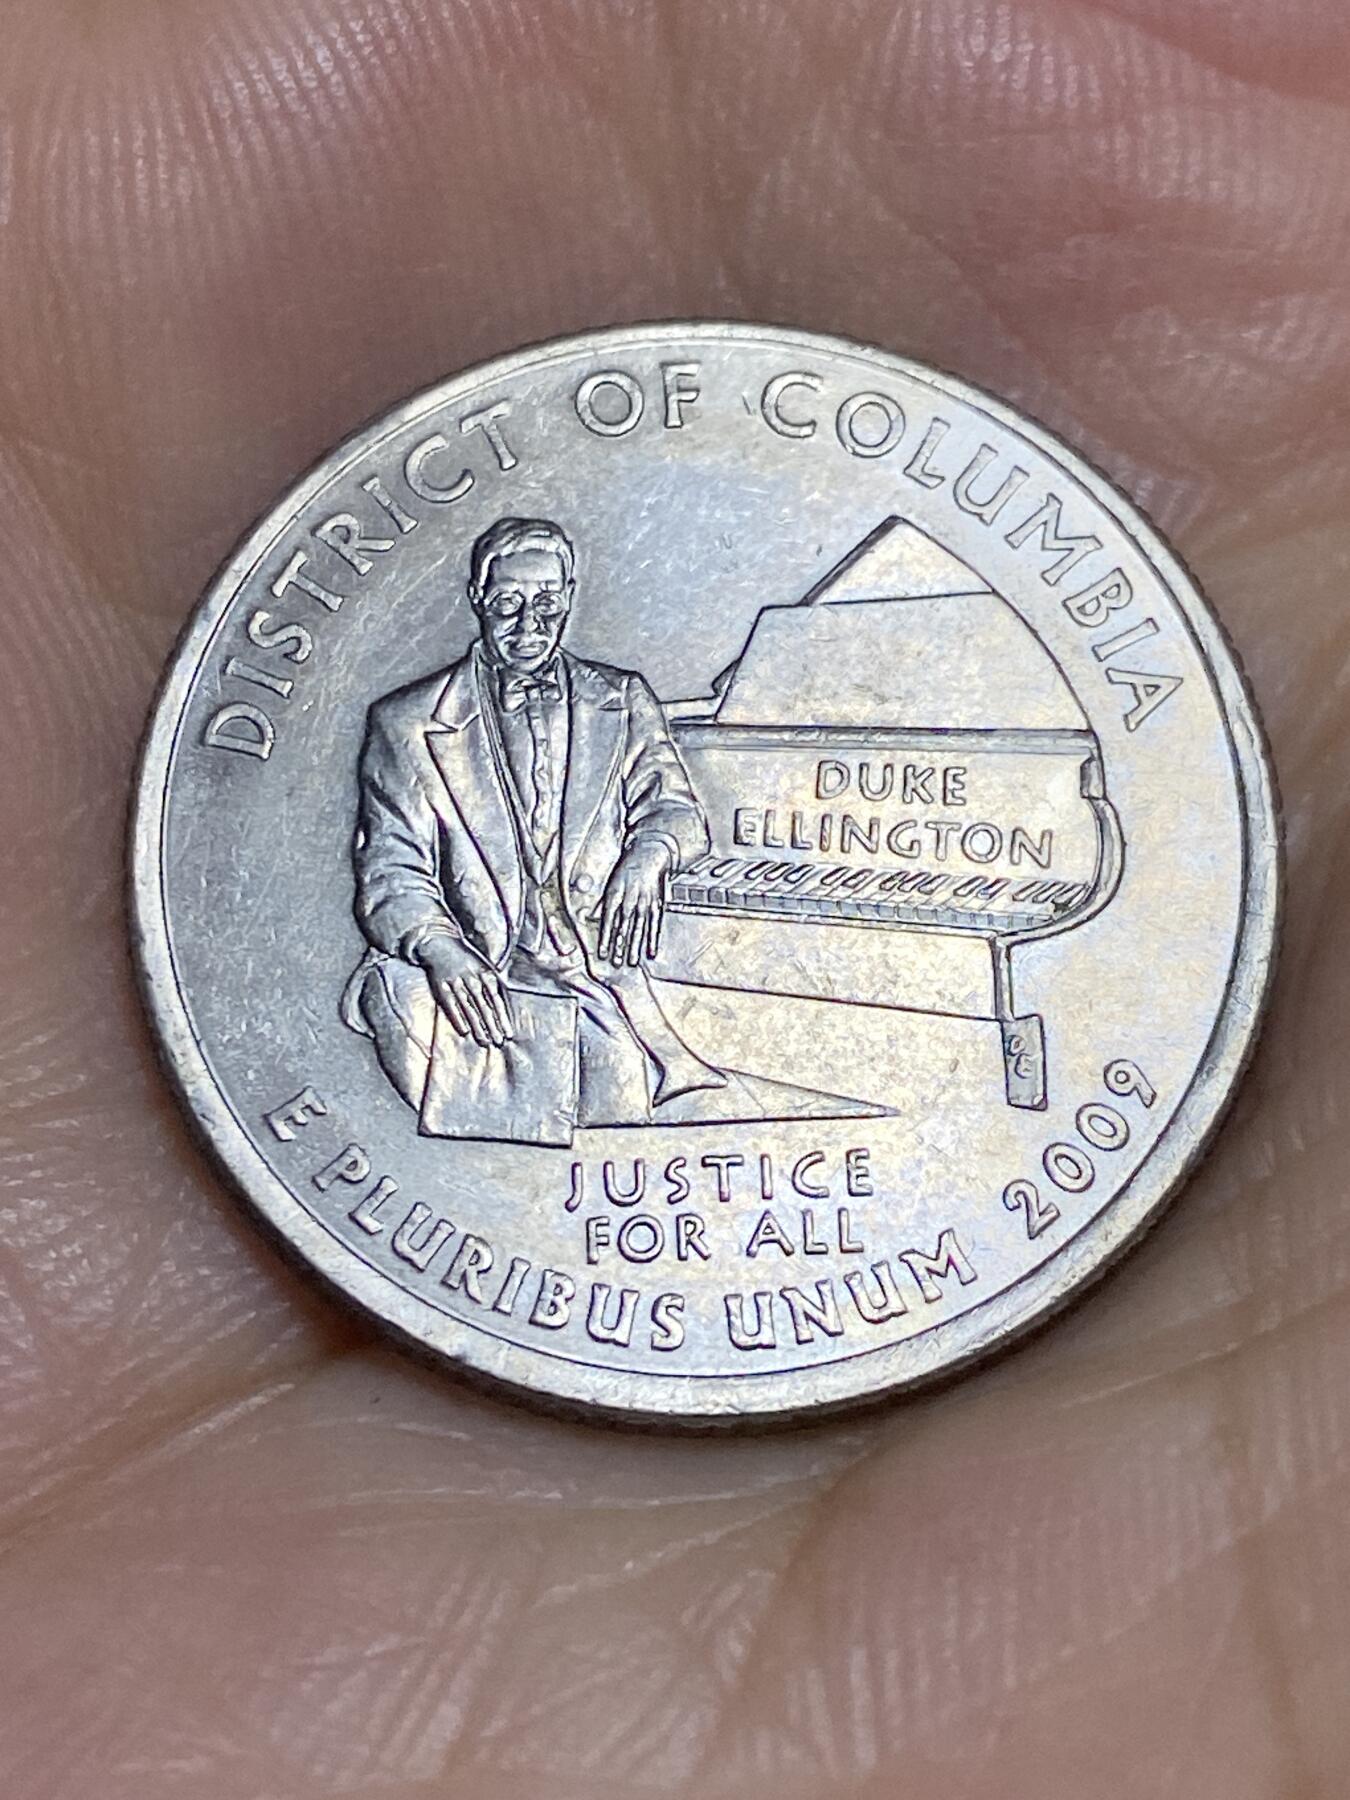 DISTRICT OF COLUMBIA
DUKE
ELLINGTON
JUSTICE
FOR ALL
E PLURIBUS UNUM 2009